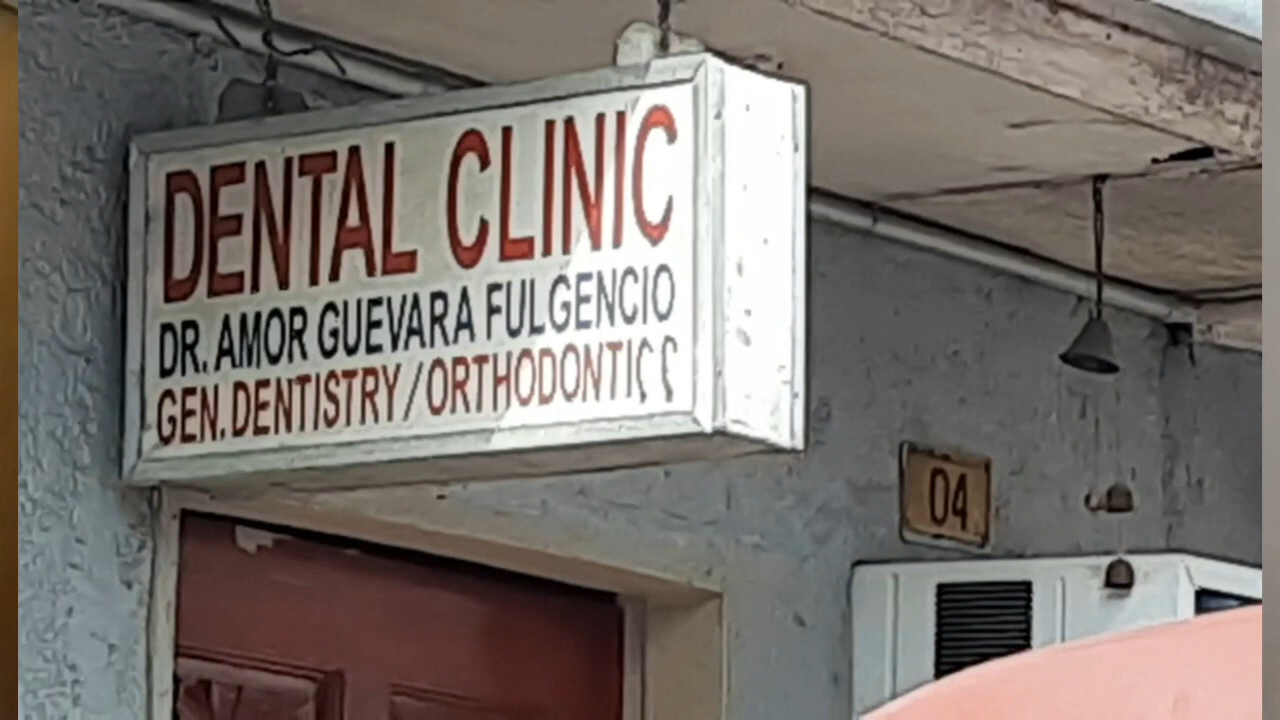 DENTAL CLINIC
DR. AMOR GUEVARA FULGENCIO
GEN. DENTISTRY/ORTHODONTICS
04